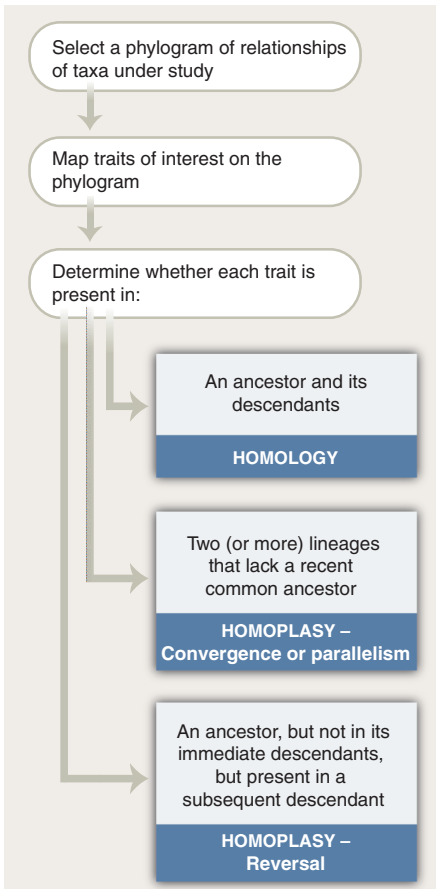 Select a phylogram of relationships
of taxa under study
Map traits of interest on the
phylogram
Determine whether each trait is
present in:
An ancestor and its
descendants
HOMOLOGY
Two (or more) lineages
that lack a recent
common ancestor
HOMOPLASY –
Convergence or parallelism
An ancestor, but not in its
immediate descendants,
but present in a
subsequent descendant
HOMOPLASY –
Reversal